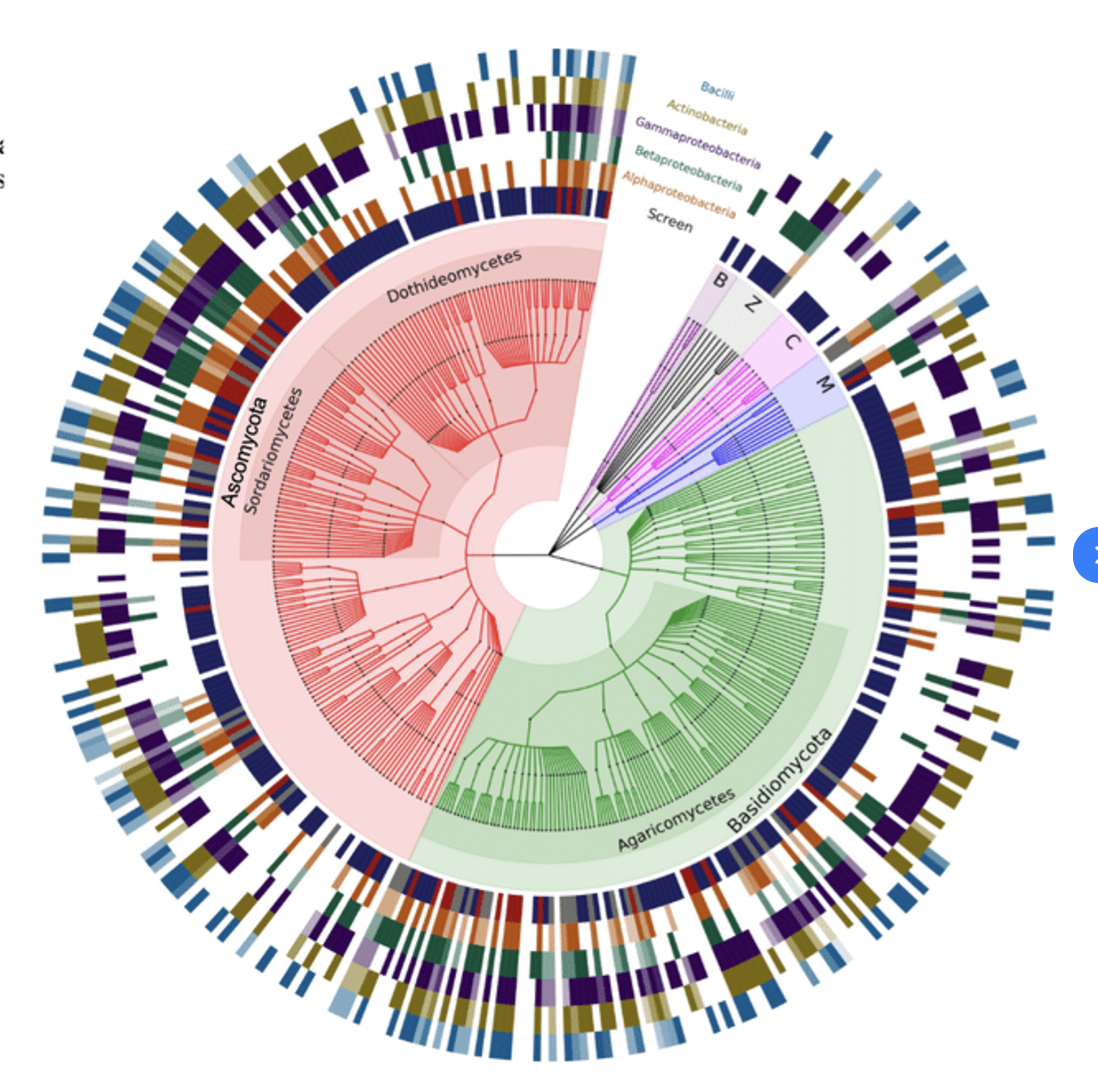 Bacilli
Actinobacteria
Gammaproteobacteria
Betaproteobacteria
Alphaproteobacteria
Screen
B
Z
C
M
Dothideomycetes
Sordariomycetes
Ascomycota
Agaricomycetes
Basidiomycota